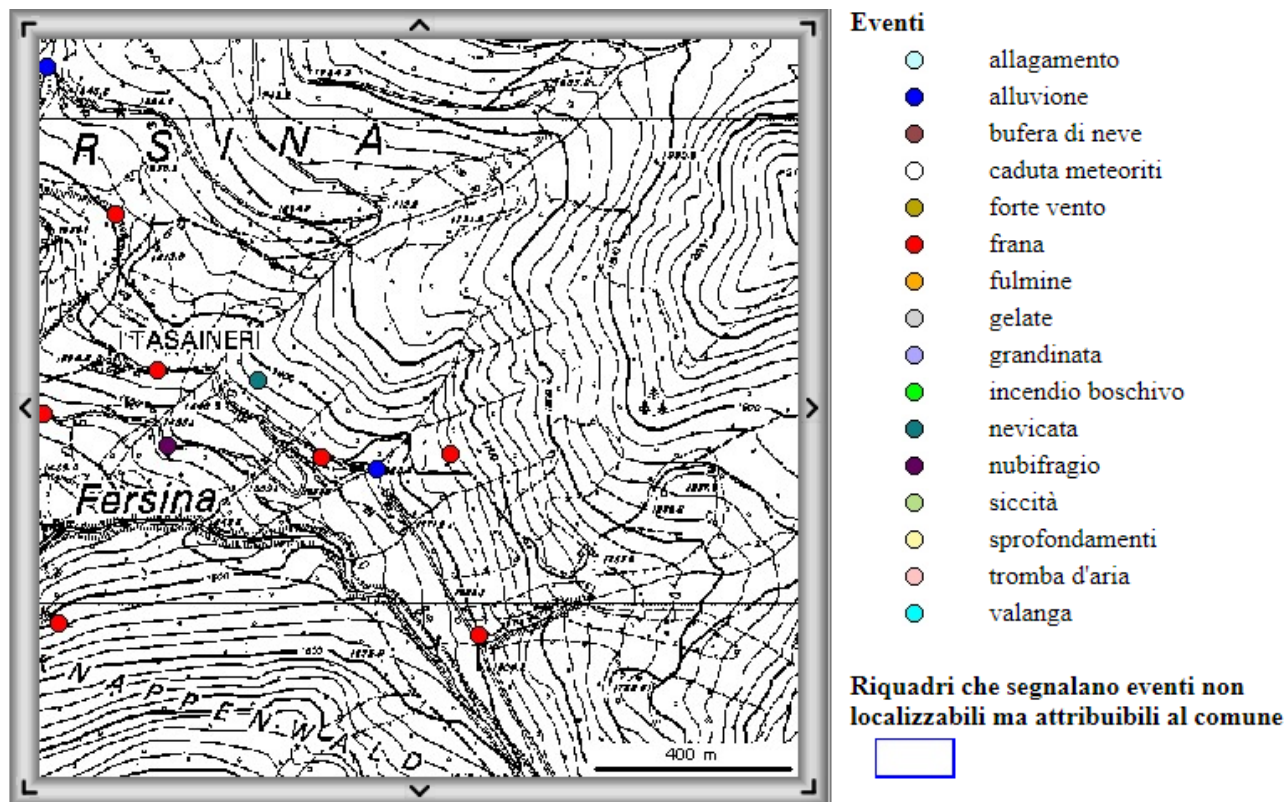 R S I N A
I TASAINERI
Fersina
N A P P E N W A L D
400 m
Eventi
allagamento
alluvione
bufera di neve
caduta meteoriti
forte vento
frana
fulmine
gelate
grandinata
incendio boschivo
nevicata
nubifragio
siccità
sprofondamenti
tromba d'aria
valanga
Riquadri che segnalano eventi non
localizzabili ma attribuibili al comune